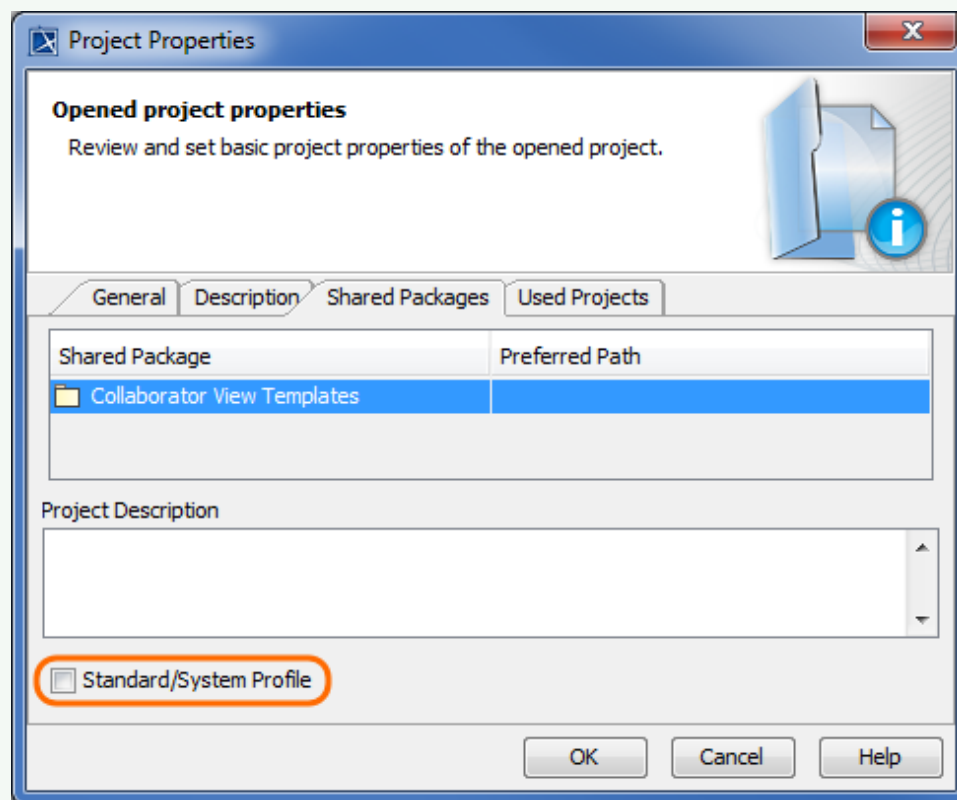 Project Properties
Opened project properties
Review and set basic project properties of the opened project.
General Description Shared Packages Used Projects
Shared Package Preferred Path
Collaborator View Templates
Project Description
Standard/System Profile
OK Cancel Help